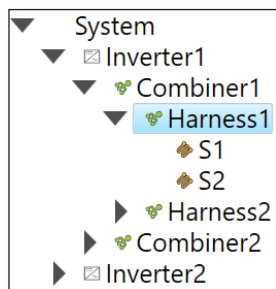 System
Inverter1
Combiner1
Harness1
S1
S2
Harness2
Combiner2
Inverter2